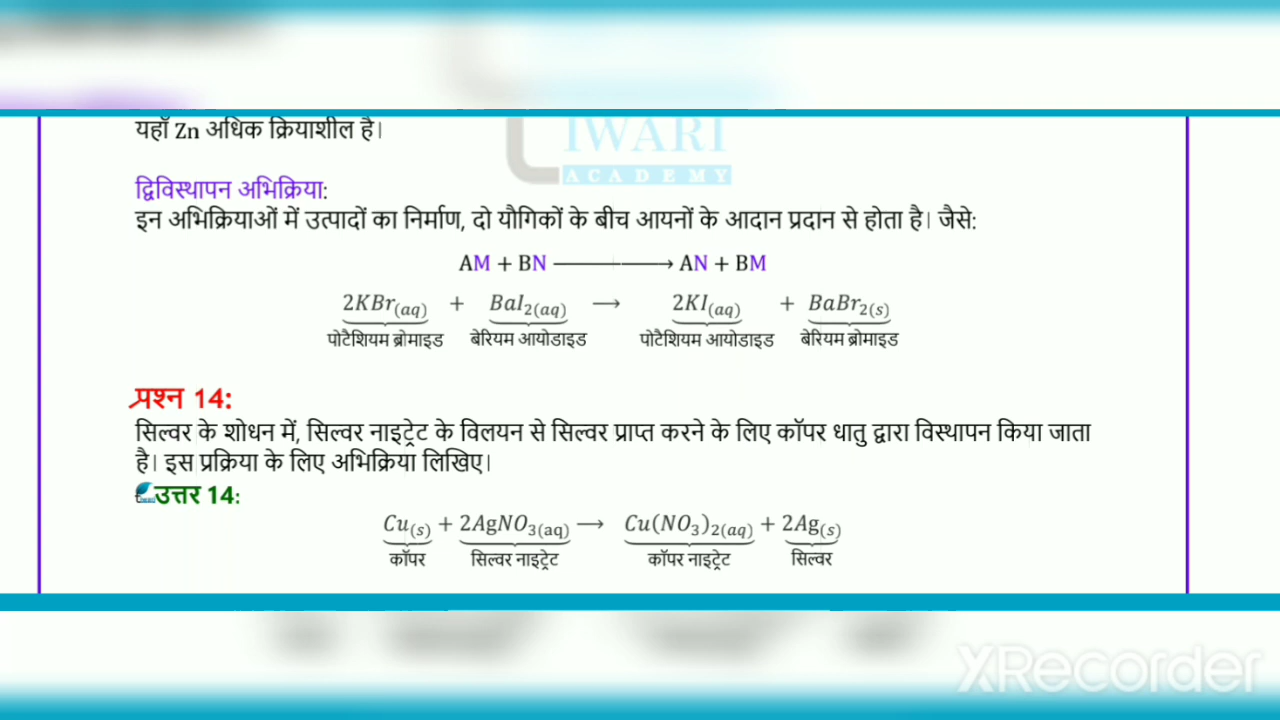 IWARI
ACADEMY
यहाँ Zn अधिक क्रियाशील है।
द्विविस्थापन अभिक्रिया:
इन अभिक्रियाओं में उत्पादों का निर्माण, दो यौगिकों के बीच आयनों के आदान प्रदान से होता है। जैसे:
AM + BN ⟶ AN + BM
2KBr(aq) + BaI2(aq) ⟶ 2KI(aq) + BaBr2(s)
पोटैशियम ब्रोमाइड बेरियम आयोडाइड पोटैशियम आयोडाइड बेरियम ब्रोमाइड
प्रश्न 14:
सिल्वर के शोधन में, सिल्वर नाइट्रेट के विलयन से सिल्वर प्राप्त करने के लिए कॉपर धातु द्वारा विस्थापन किया जाता
है। इस प्रक्रिया के लिए अभिक्रिया लिखिए।
उत्तर 14:
Cu(s) + 2AgNO3(aq) ⟶ Cu(NO3)2(aq) + 2Ag(s)
कॉपर सिल्वर नाइट्रेट कॉपर नाइट्रेट सिल्वर
XRecorder